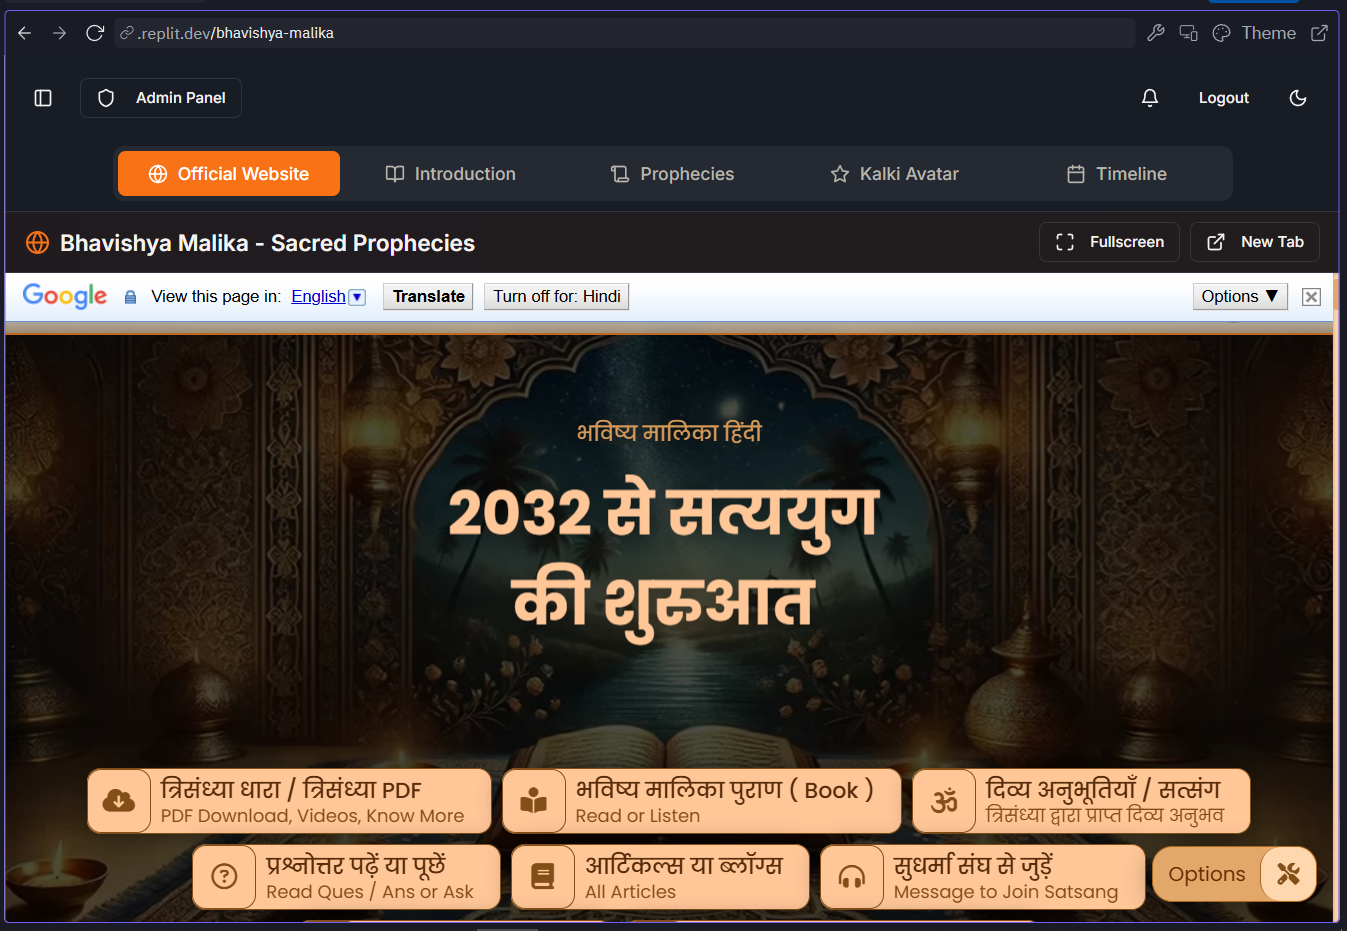 .replit.dev/bhavishya-malika
Theme
Admin Panel
Logout
Official Website
Introduction
Prophecies
Kalki Avatar
Timeline
Bhavishya Malika - Sacred Prophecies
Fullscreen
New Tab
Google
View this page in: English
Translate
Turn off for: Hindi
Options ▼
भविष्य मालिका हिंदी
2032 से सत्ययुग
की शुरुआत
त्रिसंध्या धारा / त्रिसंध्या PDF
PDF Download, Videos, Know More
भविष्य मालिका पुराण ( Book )
Read or Listen
दिव्य अनुभूतियाँ / सत्संग
त्रिसंध्या द्वारा प्राप्त दिव्य अनुभव
प्रश्नोत्तर पढ़ें या पूछें
Read Ques / Ans or Ask
आर्टिकल्स या ब्लॉग्स
All Articles
सुधर्मा संघ से जुड़ें
Message to Join Satsang
Options